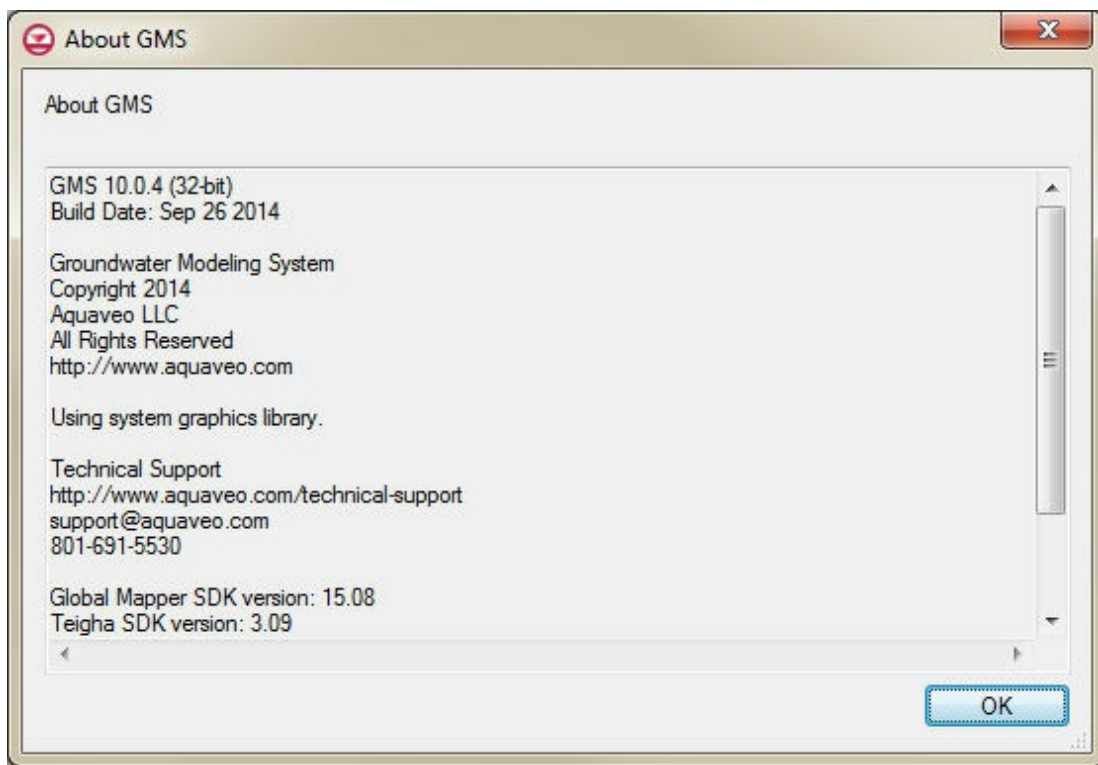 About GMS
About GMS
GMS 10.0.4 (32-bit)
Build Date: Sep 26 2014
Groundwater Modeling System
Copyright 2014
Aquaveo LLC
All Rights Reserved
http://www.aquaveo.com
Using system graphics library.
Technical Support
http://www.aquaveo.com/technical-support
support@aquaveo.com
801-691-5530
Global Mapper SDK version: 15.08
Teigha SDK version: 3.09
OK